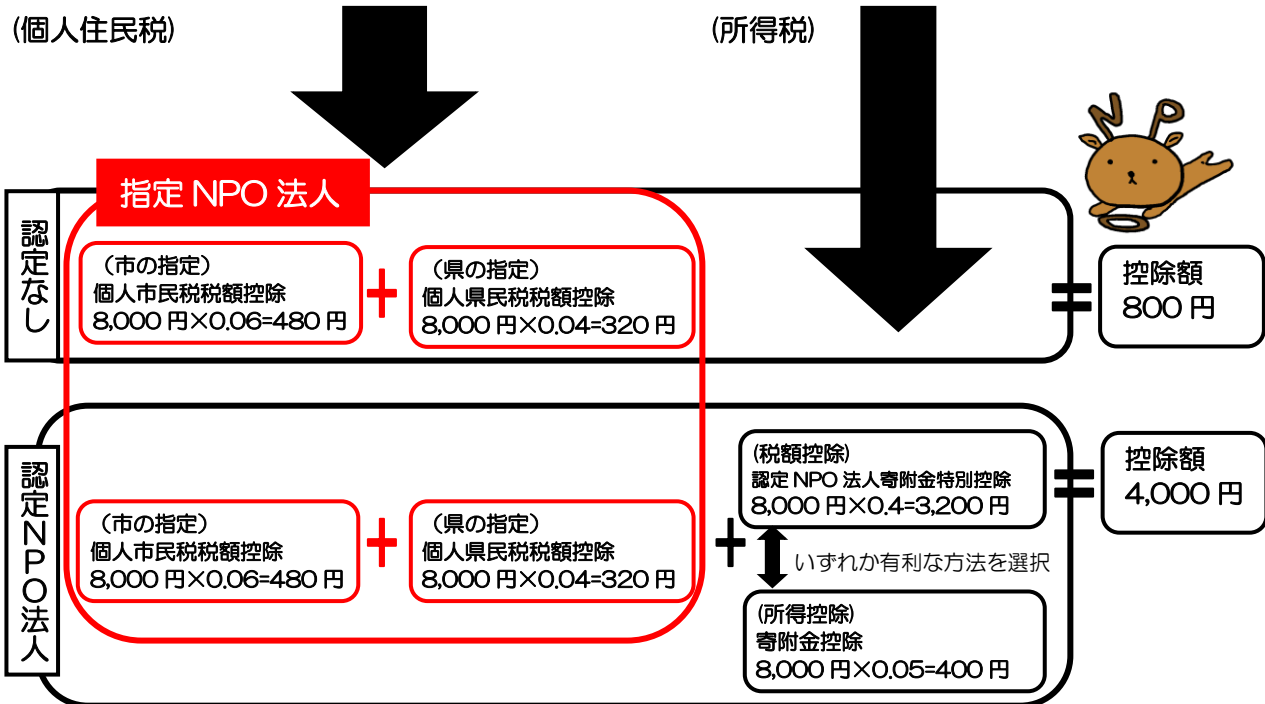 (個人住民税)
(所得税)
NPO
指定 NPO 法人
認定なし
（市の指定）
個人市民税税額控除
8,000 円×0.06=480 円
+
（県の指定）
個人県民税税額控除
8,000 円×0.04=320 円
=
控除額
800 円
認定NPO法人
（市の指定）
個人市民税税額控除
8,000 円×0.06=480 円
+
（県の指定）
個人県民税税額控除
8,000 円×0.04=320 円
+
(税額控除)
認定 NPO 法人寄附金特別控除
8,000 円×0.4=3,200 円
いずれか有利な方法を選択
(所得控除)
寄附金控除
8,000 円×0.05=400 円
=
控除額
4,000 円